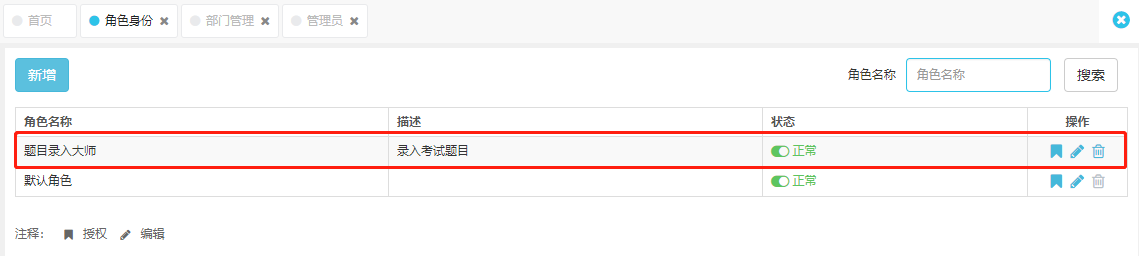 首页 角色身份 部门管理 管理员
新增 角色名称 角色名称 搜索
角色名称 描述 状态 操作
题目录入大师 录入考试题目 正常
默认角色 正常
注释： 授权 编辑